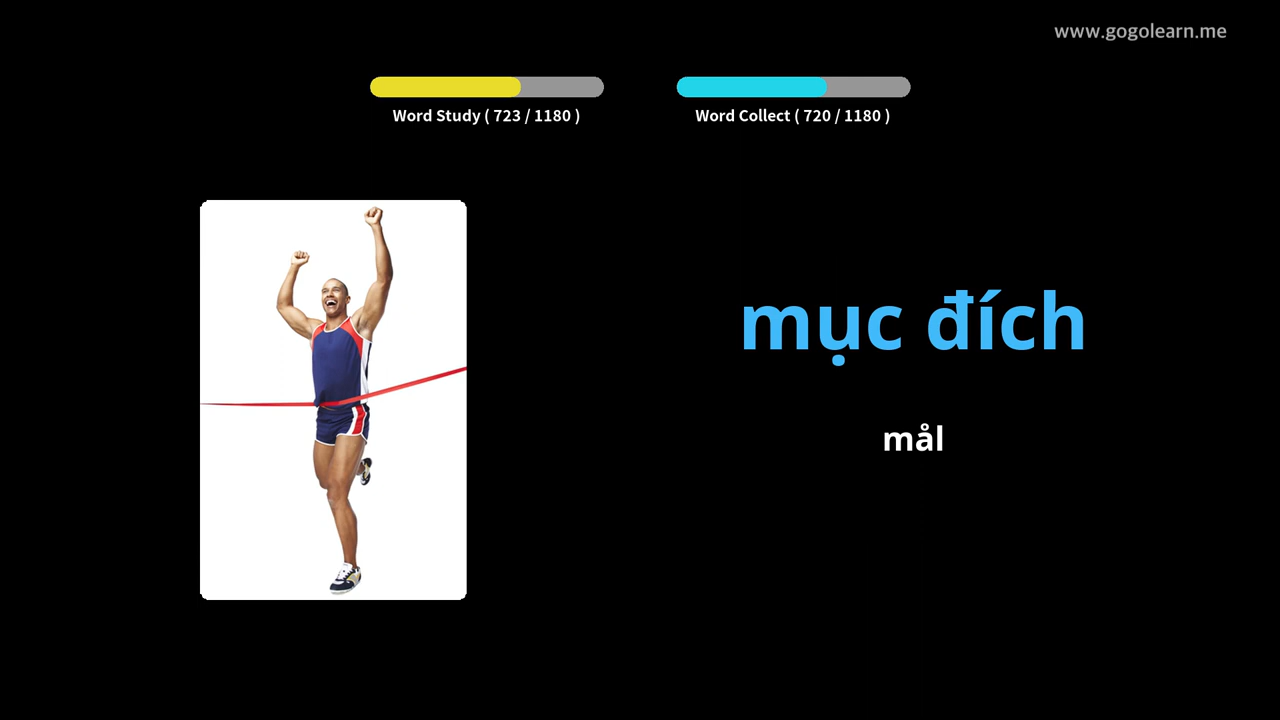 www.gogolearn.me
Word Study ( 723 / 1180 )
Word Collect ( 720 / 1180 )
mục đích
mål